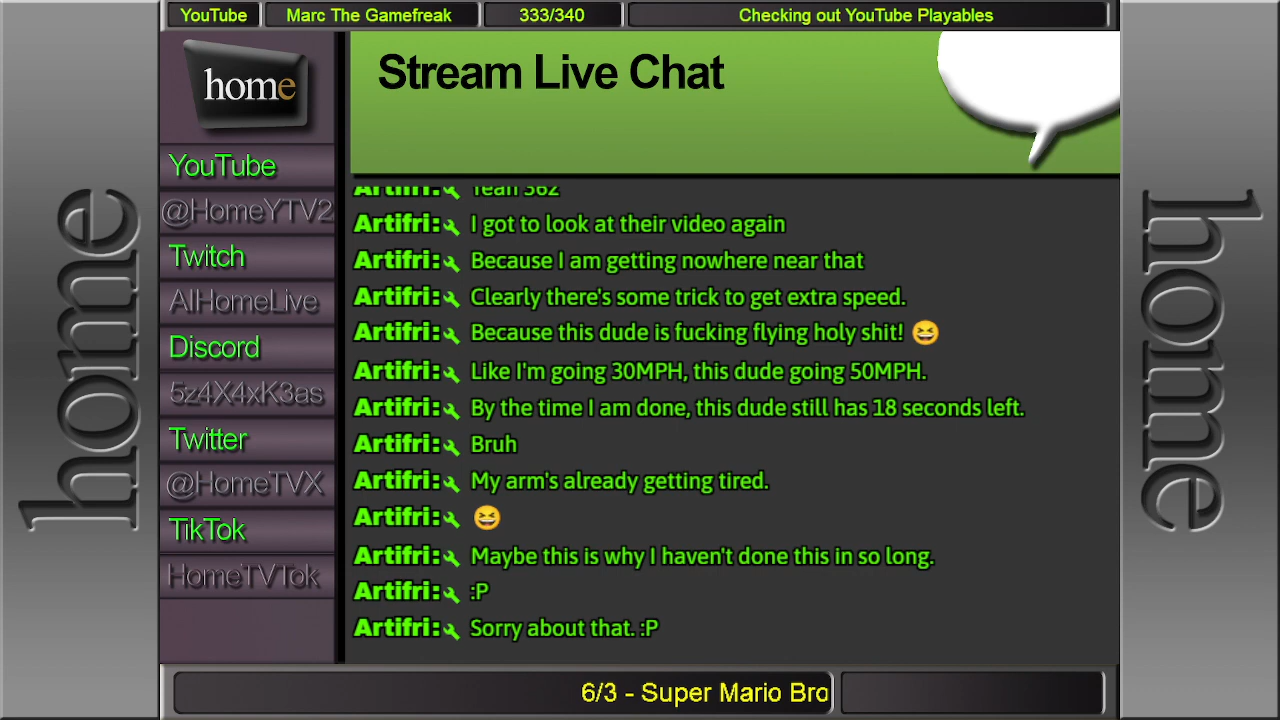 YouTube
Marc The Gamefreak
333/340
Checking out YouTube Playables
home
Stream Live Chat
YouTube
@HomeYTV2
Twitch
AIHomeLive
Discord
5z4X4xK3as
Twitter
@HomeTVX
TikTok
HomeTVTok
home
Artifri: Yeah 362
Artifri: I got to look at their video again
Artifri: Because I am getting nowhere near that
Artifri: Clearly there's some trick to get extra speed.
Artifri: Because this dude is fucking flying holy shit! 😆
Artifri: Like I'm going 30MPH, this dude going 50MPH.
Artifri: By the time I am done, this dude still has 18 seconds left.
Artifri: Bruh
Artifri: My arm's already getting tired.
Artifri: 😆
Artifri: Maybe this is why I haven't done this in so long.
Artifri: :P
Artifri: Sorry about that. :P
home
6/3 - Super Mario Bro